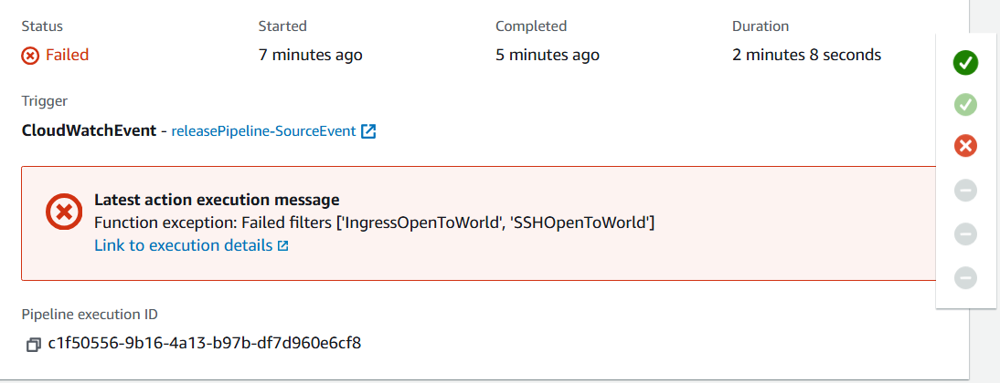 Status Started Completed Duration
Failed 7 minutes ago 5 minutes ago 2 minutes 8 seconds
Trigger
CloudWatchEvent - releasePipeline-SourceEvent
Latest action execution message
Function exception: Failed filters ['IngressOpenToWorld', 'SSHOpenToWorld']
Link to execution details
Pipeline execution ID
c1f50556-9b16-4a13-b97b-df7d960e6cf8